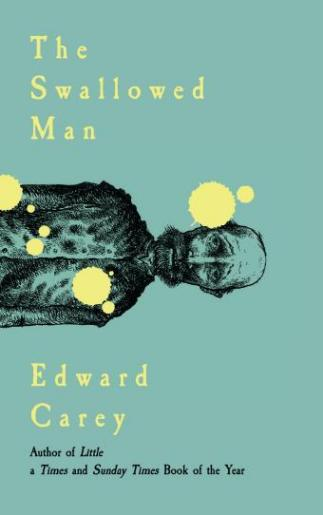 The
Swallowed
Man
Edward
Carey
Author of Little
a Times and Sunday Times Book of the Year